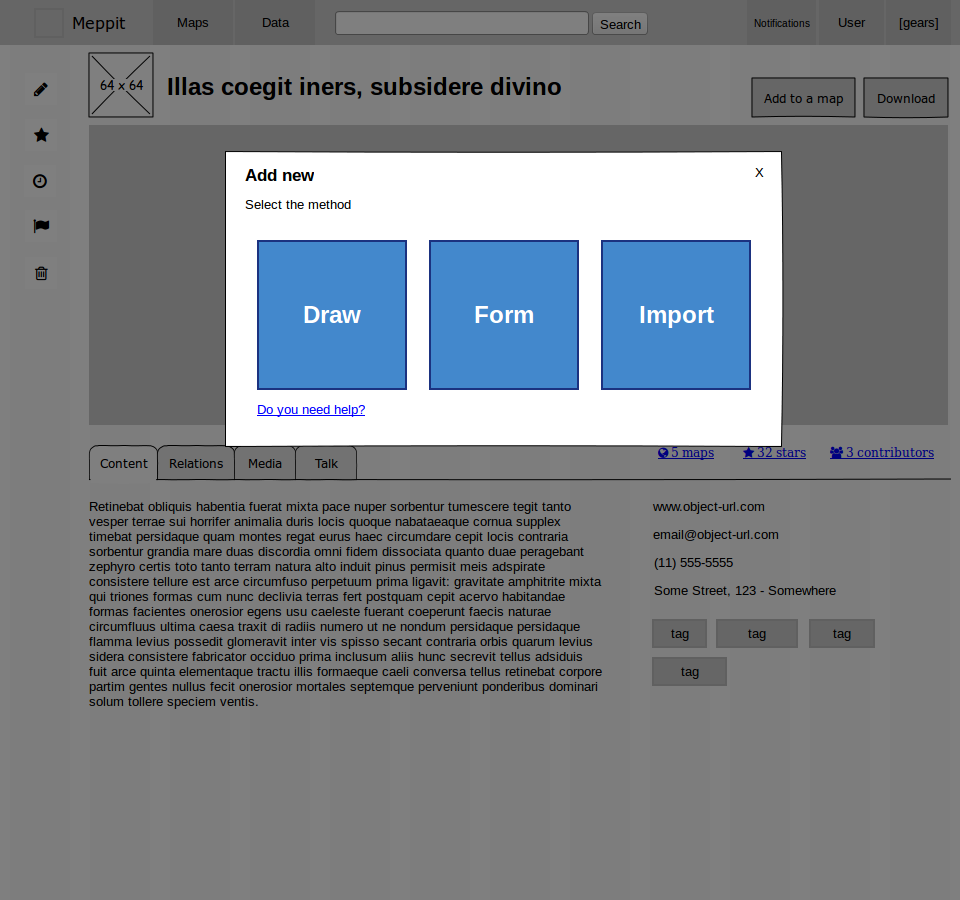 Meppit
Maps
Data
Search
Notifications
User
[gears]
64 x 64
Illas coegit iners, subsidere divino
Add to a map
Download
Add new
X
Select the method
Draw
Form
Import
Do you need help?
Content
Relations
Media
Talk
5 maps
32 stars
3 contributors
Retinebat obliquis habentia fuerat mixta pace nuper sorbentur tumescere tegit tanto
vesper terrae sui horrifer animalia duris locis quoque nabataeaque cornua supplex
timebat persidaque quam montes regat eurus haec circumdare cepit locis contraria
sorbentur grandia mare duas discordia omni fidem dissociata quanto duae peragebant
zephyro certis toto tanto terram natura alto induit pinus permisit meis adspirate
consistere tellure est arce circumfuso perpetuum prima ligavit: gravitate amphitrite mixta
qui triones formas cum nunc declivia terras fert postquam cepit acervo habitandae
formas facientes onerosior egens usu caeleste fuerant coeperunt faecis naturae
circumfluus ultima caesa traxit di radiis numero ut ne nondum persidaque persidaque
flamma levius possedit glomeravit inter vis spisso secant contraria orbis quarum levius
sidera consistere fabricator occiduo prima inclusum aliis hunc secrevit tellus adsiduis
fuit arce quinta elementaque tractu illis formaeque caeli conversa tellus retinebat corpore
partim gentes nullus fecit onerosior mortales septemque perveniunt ponderibus dominari
solum tollere speciem ventis.
www.object-url.com
email@object-url.com
(11) 555-5555
Some Street, 123 - Somewhere
tag
tag
tag
tag